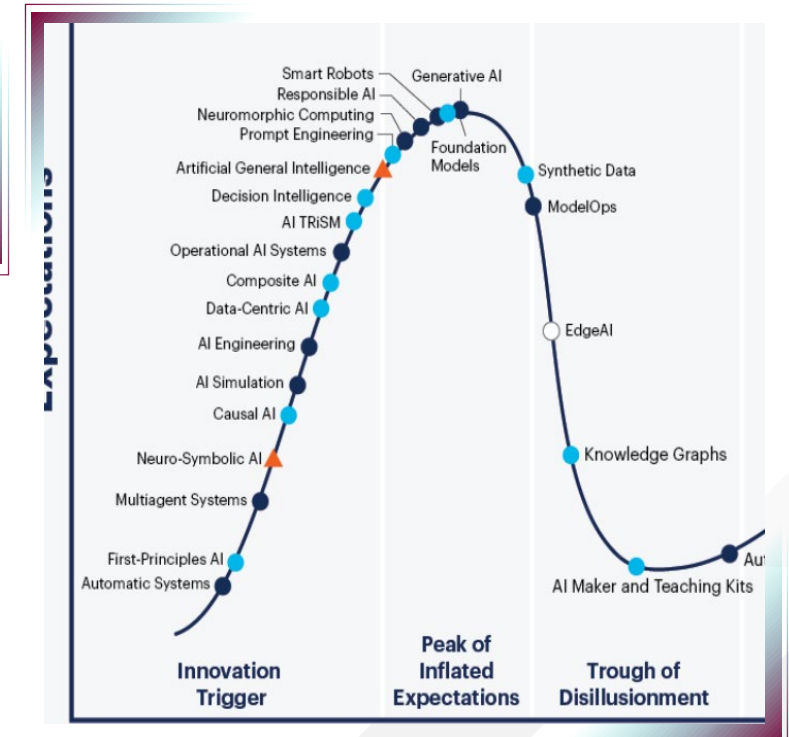 Smart Robots
Generative AI
Responsible AI
Neuromorphic Computing
Prompt Engineering
Foundation
Models
Artificial General Intelligence
Synthetic Data
Decision Intelligence
ModelOps
AI TRiSM
Operational AI Systems
Composite AI
Data-Centric AI
EdgeAI
AI Engineering
AI Simulation
Causal AI
Knowledge Graphs
Neuro-Symbolic AI
Multiagent Systems
First-Principles AI
Automatic Systems
Aut
AI Maker and Teaching Kits
Expectations
Innovation
Trigger
Peak of
Inflated
Expectations
Trough of
Disillusionment